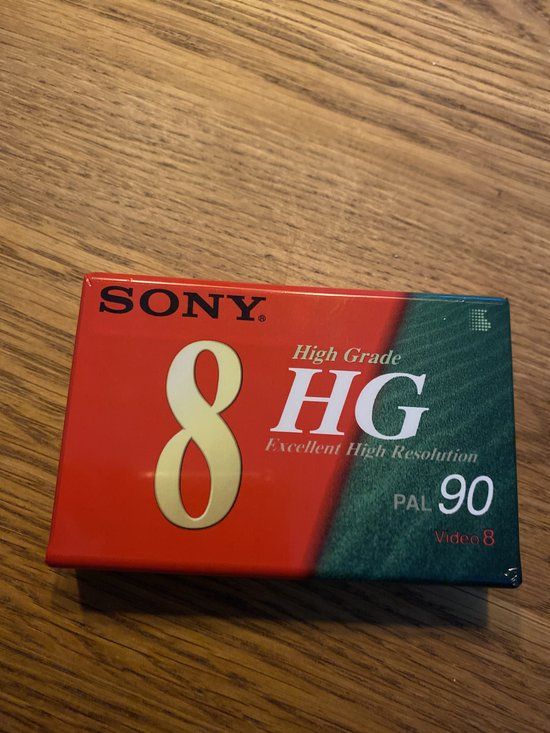 SONY®
8
High Grade
HG
Excellent High Resolution
PAL 90
Video 8